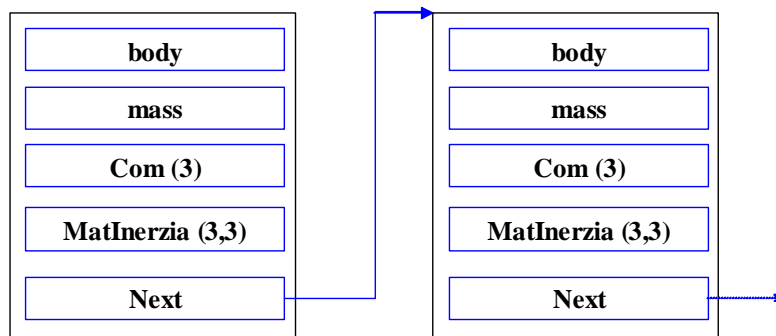 body
mass
Com (3)
MatInerzia (3,3)
Next
body
mass
Com (3)
MatInerzia (3,3)
Next